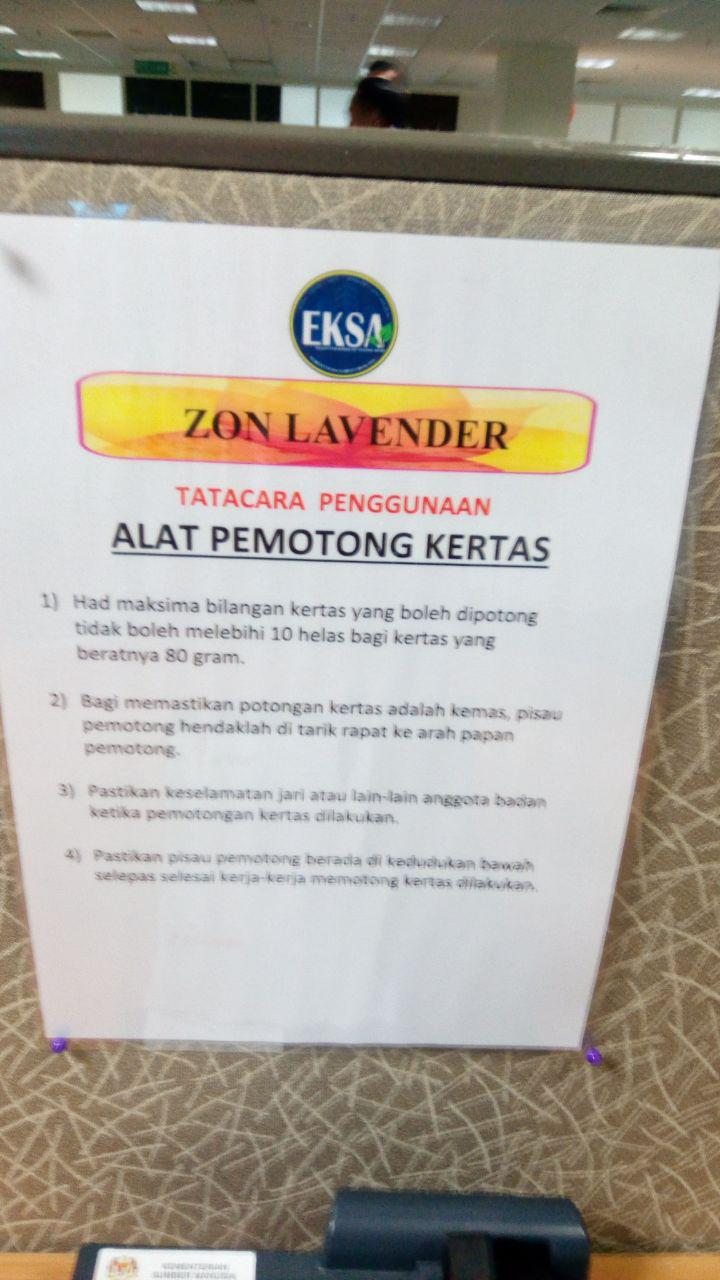 EKSA
ZON LAVENDER
TATACARA PENGGUNAAN
ALAT PEMOTONG KERTAS
1) Had maksima bilangan kertas yang boleh dipotong
tidak boleh melebihi 10 helas bagi kertas yang
beratnya 80 gram.
2) Bagi memastikan potongan kertas adalah kemas, pisau
pemotong hendaklah di tarik rapat ke arah papan
pemotong.
3) Pastikan keselamatan jari atau lain-lain anggota badan
ketika pemotongan kertas dilakukan.
4) Pastikan pisau pemotong berada di kedudukan bawah
selepas selesai kerja-kerja memotong kertas dilakukan.
KEMENTERIAN
SUMBER MANUSIA